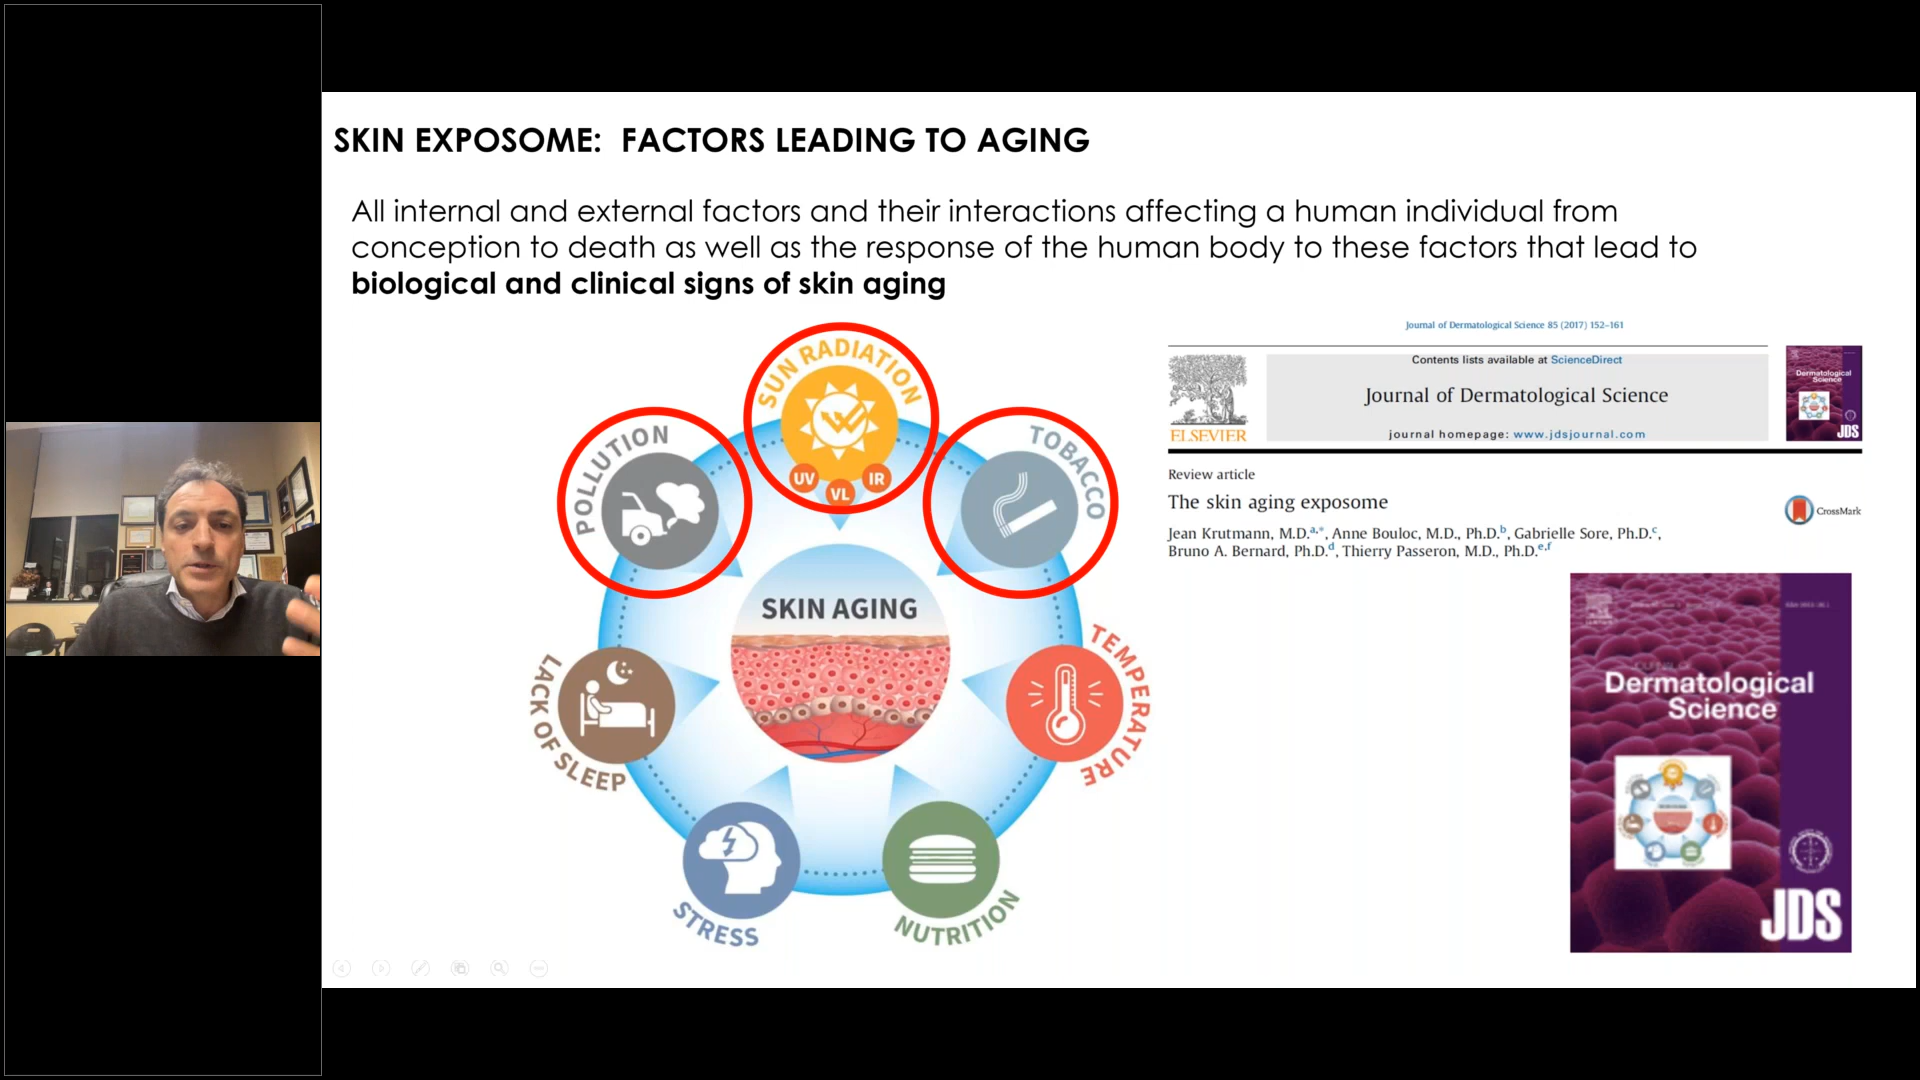 SKIN EXPOSOME: FACTORS LEADING TO AGING
All internal and external factors and their interactions affecting a human individual from
conception to death as well as the response of the human body to these factors that lead to
biological and clinical signs of skin aging
SUN RADIATION
UV
VL
IR
POLLUTION
TOBACCO
SKIN AGING
LACK OF SLEEP
TEMPERATURE
STRESS
NUTRITION
Journal of Dermatological Science 85 (2017) 152–161
Contents lists available at ScienceDirect
Journal of Dermatological Science
journal homepage: www.jdsjournal.com
ELSEVIER
Dermatological
Science
JDS
Review article
The skin aging exposome
CrossMark
Jean Krutmann, M.D.a,*, Anne Bouloc, M.D., Ph.D.b, Gabrielle Sore, Ph.D.c,
Bruno A. Bernard, Ph.D.d, Thierry Passeron, M.D., Ph.D.e,f
Dermatological
Science
JDS